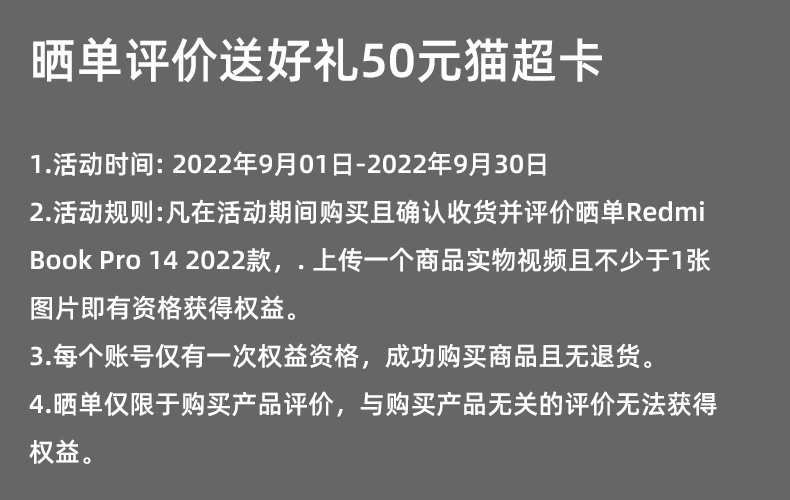 晒单评价送好礼50元猫超卡
1.活动时间: 2022年9月01日-2022年9月30日
2.活动规则:凡在活动期间购买且确认收货并评价晒单Redmi
Book Pro 14 2022款，. 上传一个商品实物视频且不少于1张
图片即有资格获得权益。
3.每个账号仅有一次权益资格，成功购买商品且无退货。
4.晒单仅限于购买产品评价，与购买产品无关的评价无法获得
权益。